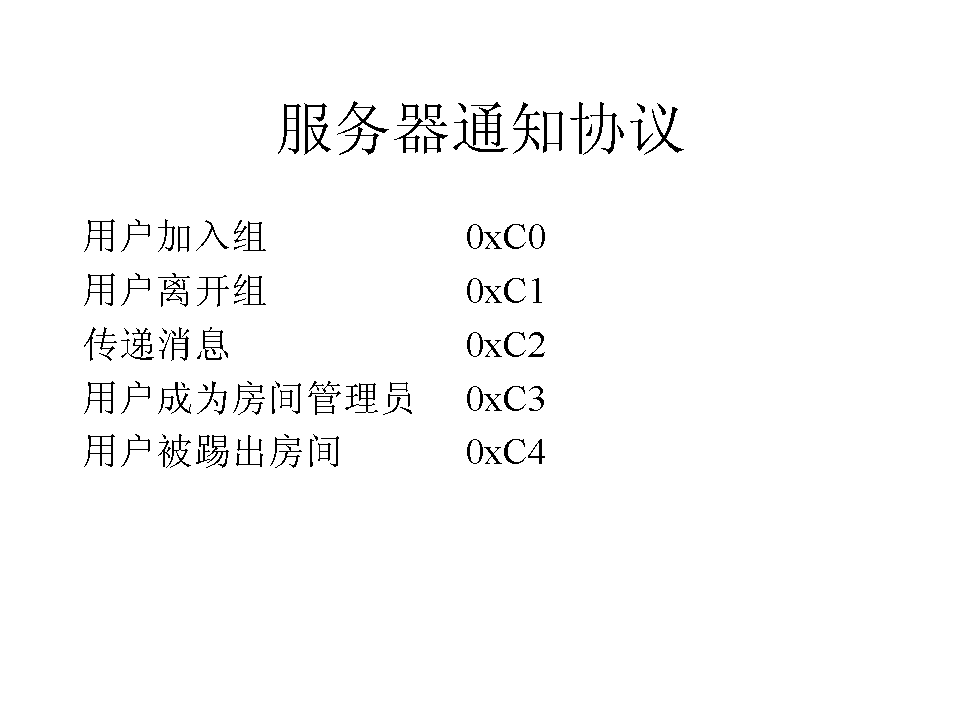 服务器通知协议
用户加入组 0xC0
用户离开组 0xC1
传递消息 0xC2
用户成为房间管理员 0xC3
用户被踢出房间 0xC4